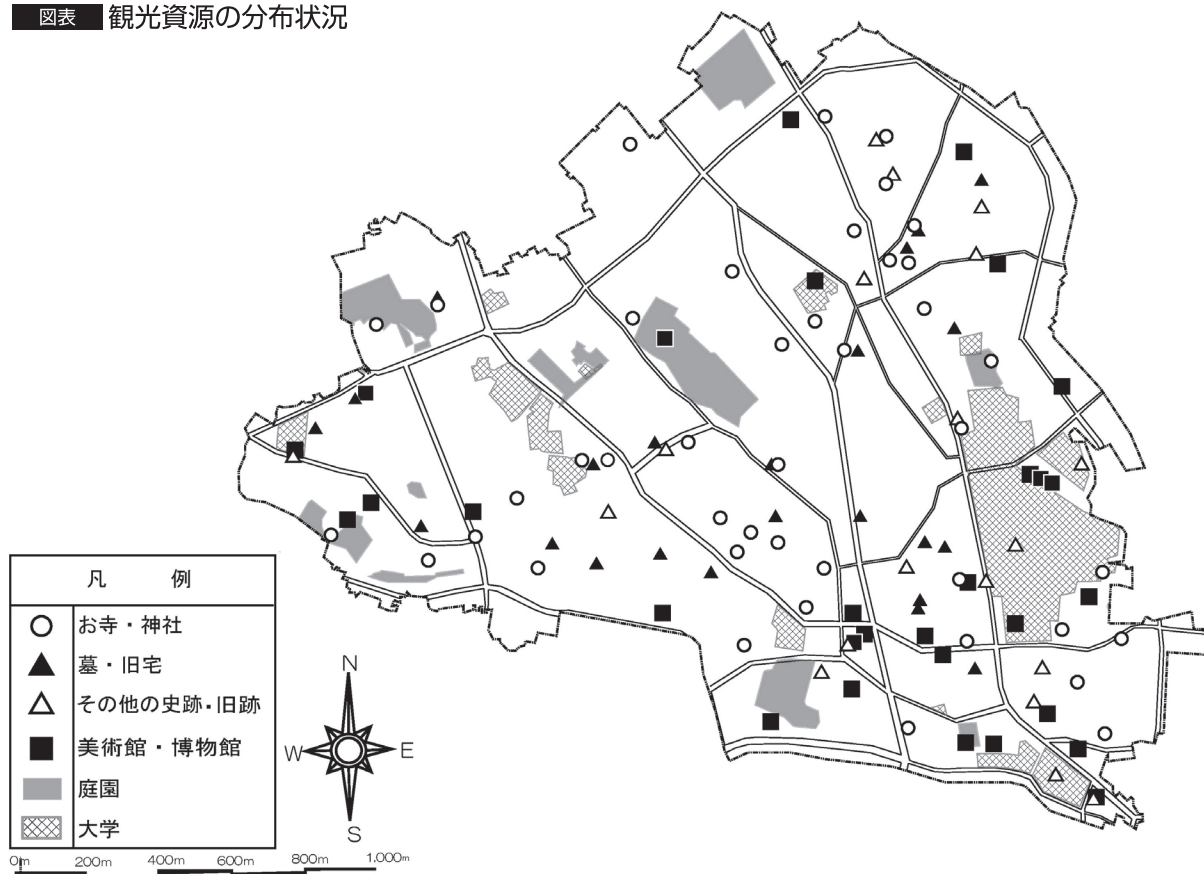 図表 観光資源の分布状況
凡 例
お寺・神社
墓・旧宅
その他の史跡・旧跡
美術館・博物館
庭園
大学
N
W E
S
0m 200m 400m 600m 800m 1,000m